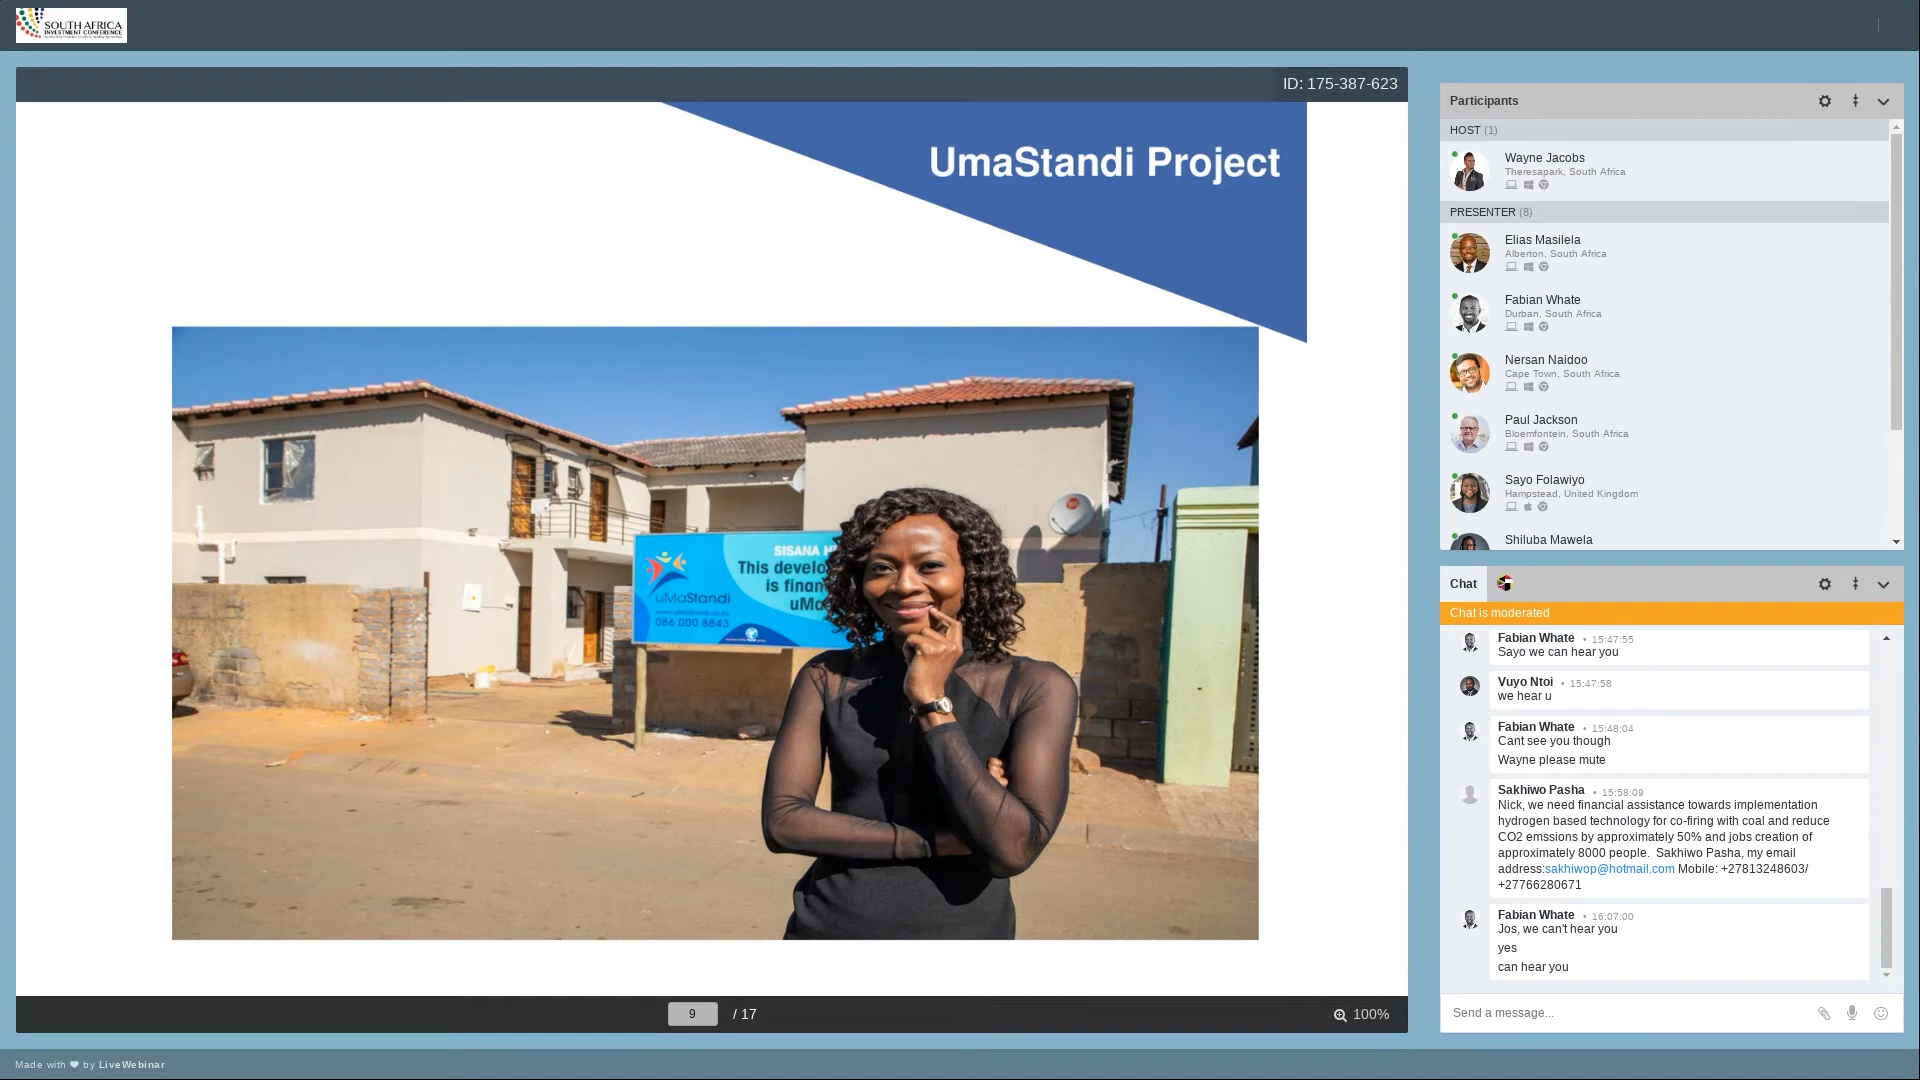 SOUTH AFRICA
INVESTMENT CONFERENCE
ID: 175-387-623
UmaStandi Project
SISANA H
This develo
is finan
uMa
uMaStandi
www.uMaStandi.co.za
086 000 8843
9 / 17
100%
Participants
HOST (1)
Wayne Jacobs
Theresapark, South Africa
PRESENTER (8)
Elias Masilela
Alberton, South Africa
Fabian Whate
Durban, South Africa
Nersan Naidoo
Cape Town, South Africa
Paul Jackson
Bloemfontein, South Africa
Sayo Folawiyo
Hampstead, United Kingdom
Shiluba Mawela
Chat
Chat is moderated
Fabian Whate • 15:47:55
Sayo we can hear you
Vuyo Ntoi • 15:47:58
we hear u
Fabian Whate • 15:48:04
Cant see you though
Wayne please mute
Sakhiwo Pasha • 15:58:09
Nick, we need financial assistance towards implementation
hydrogen based technology for co-firing with coal and reduce
CO2 emssions by approximately 50% and jobs creation of
approximately 8000 people. Sakhiwo Pasha, my email
address:sakhiwop@hotmail.com Mobile: +27813248603/
+27766280671
Fabian Whate • 16:07:00
Jos, we can't hear you
yes
can hear you
Send a message...
Made with ❤ by LiveWebinar